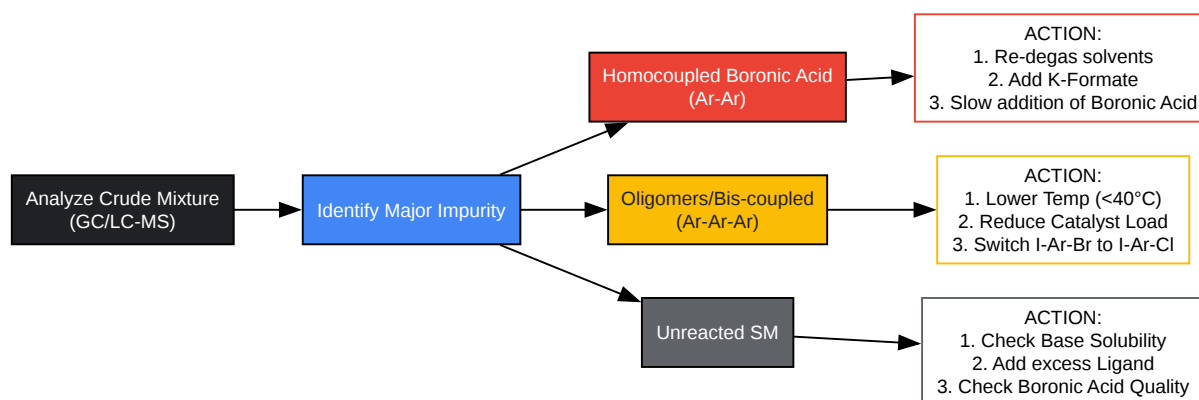 Analyze Crude Mixture
(GC/LC-MS)
Identify Major Impurity
Homocoupled Boronic Acid
(Ar-Ar)
ACTION:
1. Re-degas solvents
2. Add K-Formate
3. Slow addition of Boronic Acid
Oligomers/Bis-coupled
(Ar-Ar-Ar)
ACTION:
1. Lower Temp (<40°C)
2. Reduce Catalyst Load
3. Switch I-Ar-Br to I-Ar-Cl
Unreacted SM
ACTION:
1. Check Base Solubility
2. Add excess Ligand
3. Check Boronic Acid Quality